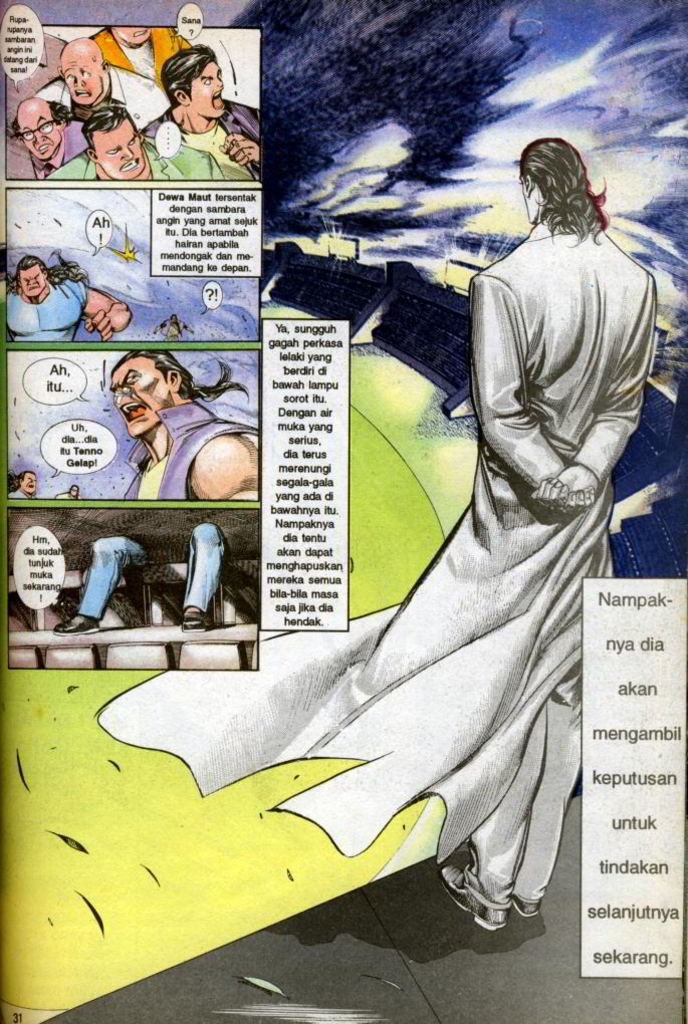 Rupa-
rupanya
sambaran
angin ini
datang dari
sana!
Sana
?
......
Ah
!
Dewa Maut tersentak
dengan sambara
angin yang amat sejuk
itu. Dia bertambah
hairan apabila
mendongak dan me-
mandang ke depan.
?!
Ah,
itu...
Uh,
dia...dia
itu Tenno
Gelap!
Hm,
dia sudah
tunjuk
muka
sekarang
!
Ya, sungguh
gagah perkasa
lelaki yang
berdiri di
bawah lampu
sorot itu.
Dengan air
muka yang
serius,
dia terus
merenungi
segala-gala
yang ada di
bawahnya itu.
Nampaknya
dia tentu
akan dapat
menghapuskan
mereka semua
bila-bila masa
saja jika dia
hendak.
Nampak-
nya dia
akan
mengambil
keputusan
untuk
tindakan
selanjutnya
sekarang.
31